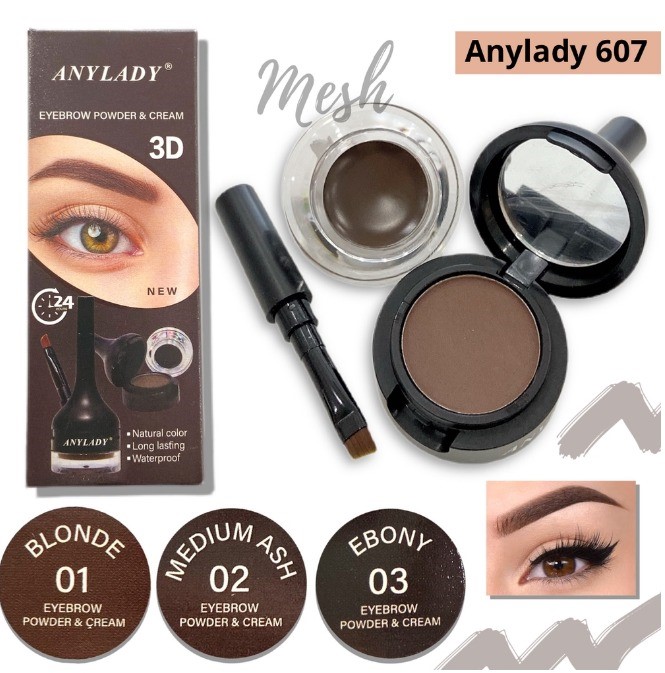 Anylady 607
Mesh
ANYLADY®
EYEBROW POWDER & CREAM
3D
NEW
24
ANYLADY®
Natural color
Long lasting
Waterproof
BLONDE
01
EYEBROW
POWDER & CREAM
MEDIUM ASH
02
EYEBROW
POWDER & CREAM
EBONY
03
EYEBROW
POWDER & CREAM